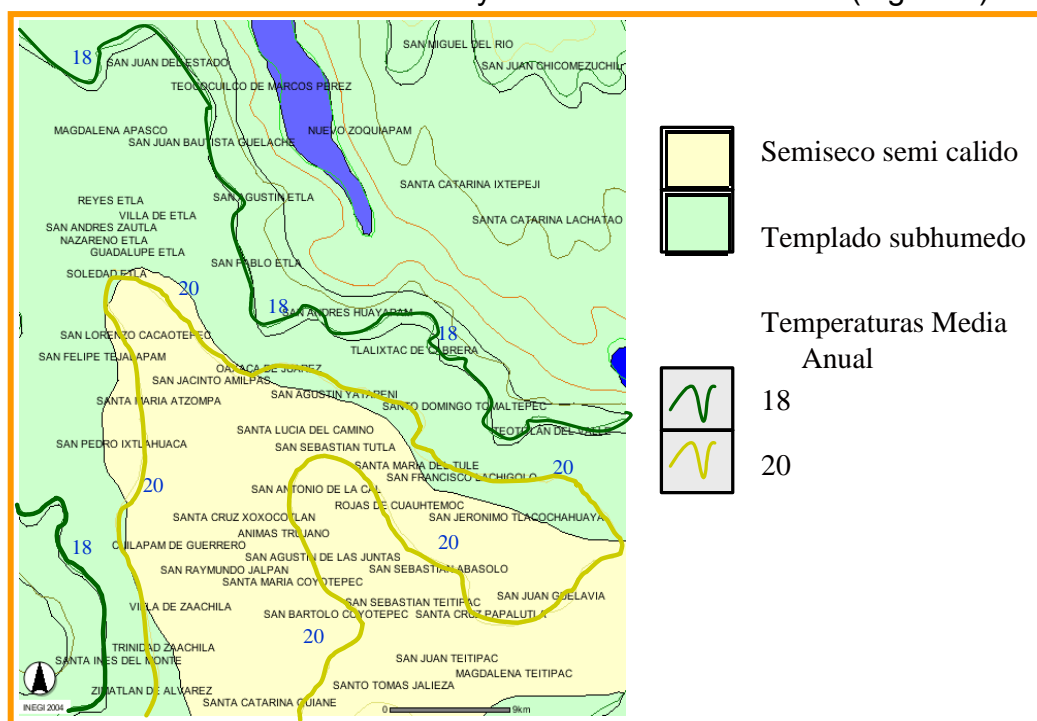 y
18
SAN MIGUEL DEL RIO
SAN JUAN DEL ESTADO
SAN JUAN CHICOMEZUCHIL
TEOCOCUILCO DE MARCOS PEREZ
MAGDALENA APASCO
NUEVO ZOQUIAPAM
SAN JUAN BAUTISTA GUELACHE
SANTA CATARINA IXTEPEJI
REYES ETLA
SAN AGUSTIN ETLA
VILLA DE ETLA
SANTA CATARINA LACHATAO
SAN ANDRES ZAUTLA
NAZARENO ETLA
GUADALUPE ETLA
SAN PABLO ETLA
SOLEDAD ETLA
20
18
SAN ANDRES HUAYAPAM
18
SAN LORENZO CACAOTEPEC
SAN FELIPE TEJALAPAM
TLALIXTAC DE CABRERA
OAXACA DE JUAREZ
SAN JACINTO AMILPAS
SAN AGUSTIN YATARENI
SANTA MARIA ATZOMPA
SANTO DOMINGO TOMALTEPEC
SANTA LUCIA DEL CAMINO
TEOTITLAN DEL VALLE
SAN PEDRO IXTLAHUACA
SAN SEBASTIAN TUTLA
SANTA MARIA DEL TULE
20
SAN FRANCISCO LACHIGOLO
20
SAN ANTONIO DE LA CAL
ROJAS DE CUAUHTEMOC
SANTA CRUZ XOXOCOTLAN
SAN JERONIMO TLACOCHAHUAYA
ANIMAS TRUJANO
18
CUILAPAM DE GUERRERO
20
SAN AGUSTIN DE LAS JUNTAS
SAN RAYMUNDO JALPAN
SAN SEBASTIAN ABASOLO
SANTA MARIA COYOTEPEC
SAN JUAN GUELAVIA
VILLA DE ZAACHILA
SAN SEBASTIAN TEITIPAC
SAN BARTOLO COYOTEPEC
SANTA CRUZ PAPALUTLA
20
TRINIDAD ZAACHILA
SANTA INES DEL MONTE
SAN JUAN TEITIPAC
MAGDALENA TEITIPAC
ZIMATLAN DE ALVAREZ
SANTO TOMAS JALIEZA
SANTA CATARINA QUIANE
INEGI 2004
0 9km
Semiseco semi calido
Templado subhumedo
Temperaturas Media
Anual
18
20